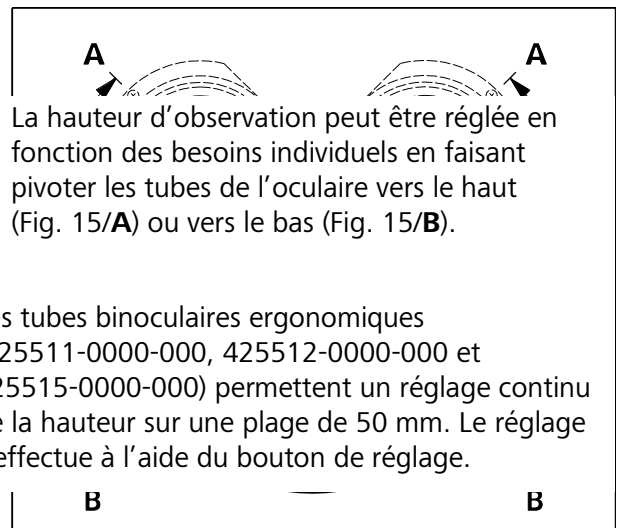 A A
La hauteur d’observation peut être réglée en
fonction des besoins individuels en faisant
pivoter les tubes de l’oculaire vers le haut
(Fig. 15/A) ou vers le bas (Fig. 15/B).
s tubes binoculaires ergonomiques
25511-0000-000, 425512-0000-000 et
25515-0000-000) permettent un réglage continu
e la hauteur sur une plage de 50 mm. Le réglage
effectue à l’aide du bouton de réglage.
B B